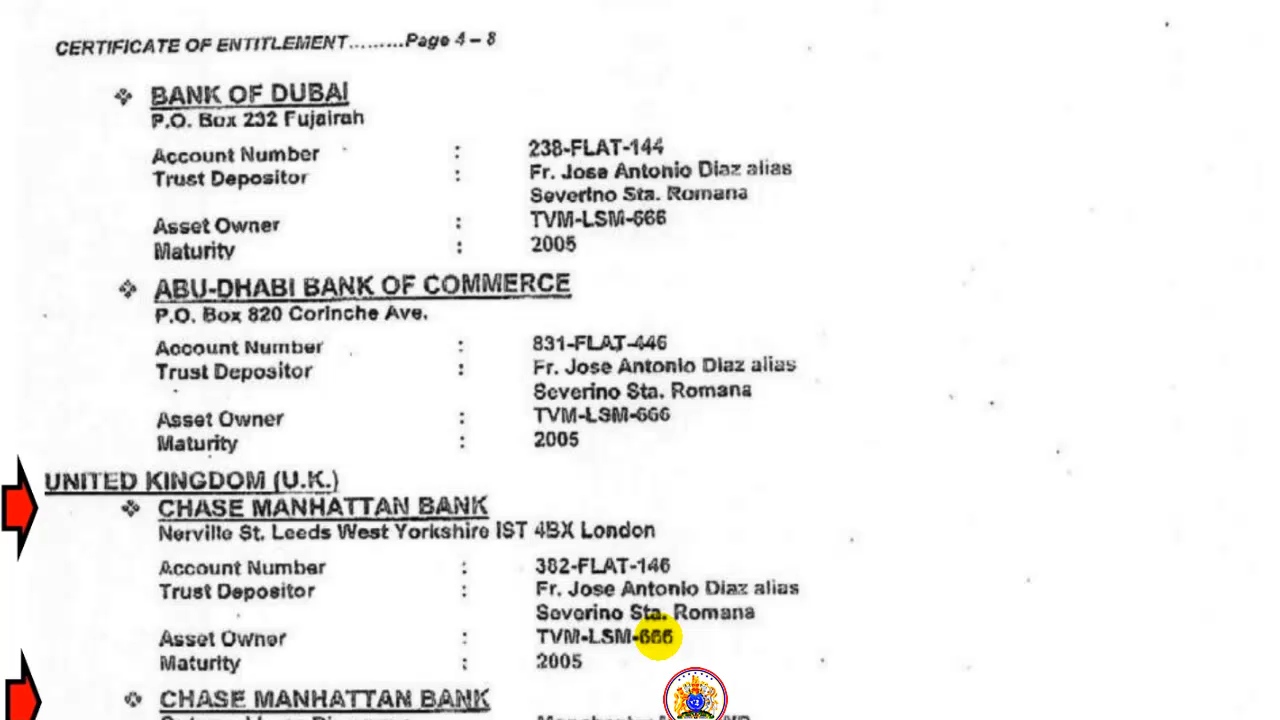 CERTIFICATE OF ENTITLEMENT.........Page 4 – 8
❖ BANK OF DUBAI
P.O. Box 232 Fujairah
Account Number : 238-FLAT-144
Trust Depositor : Fr. Jose Antonio Diaz alias
Severino Sta. Romana
Asset Owner : TVM-LSM-666
Maturity : 2005
❖ ABU-DHABI BANK OF COMMERCE
P.O. Box 820 Corinche Ave.
Account Number : 831-FLAT-446
Trust Depositor : Fr. Jose Antonio Diaz alias
Severino Sta. Romana
Asset Owner : TVM-LSM-666
Maturity : 2005
UNITED KINGDOM (U.K.)
❖ CHASE MANHATTAN BANK
Nerville St. Leeds West Yorkshire IST 4BX London
Account Number : 382-FLAT-146
Trust Depositor : Fr. Jose Antonio Diaz alias
Severino Sta. Romana
Asset Owner : TVM-LSM-666
Maturity : 2005
❖ CHASE MANHATTAN BANK